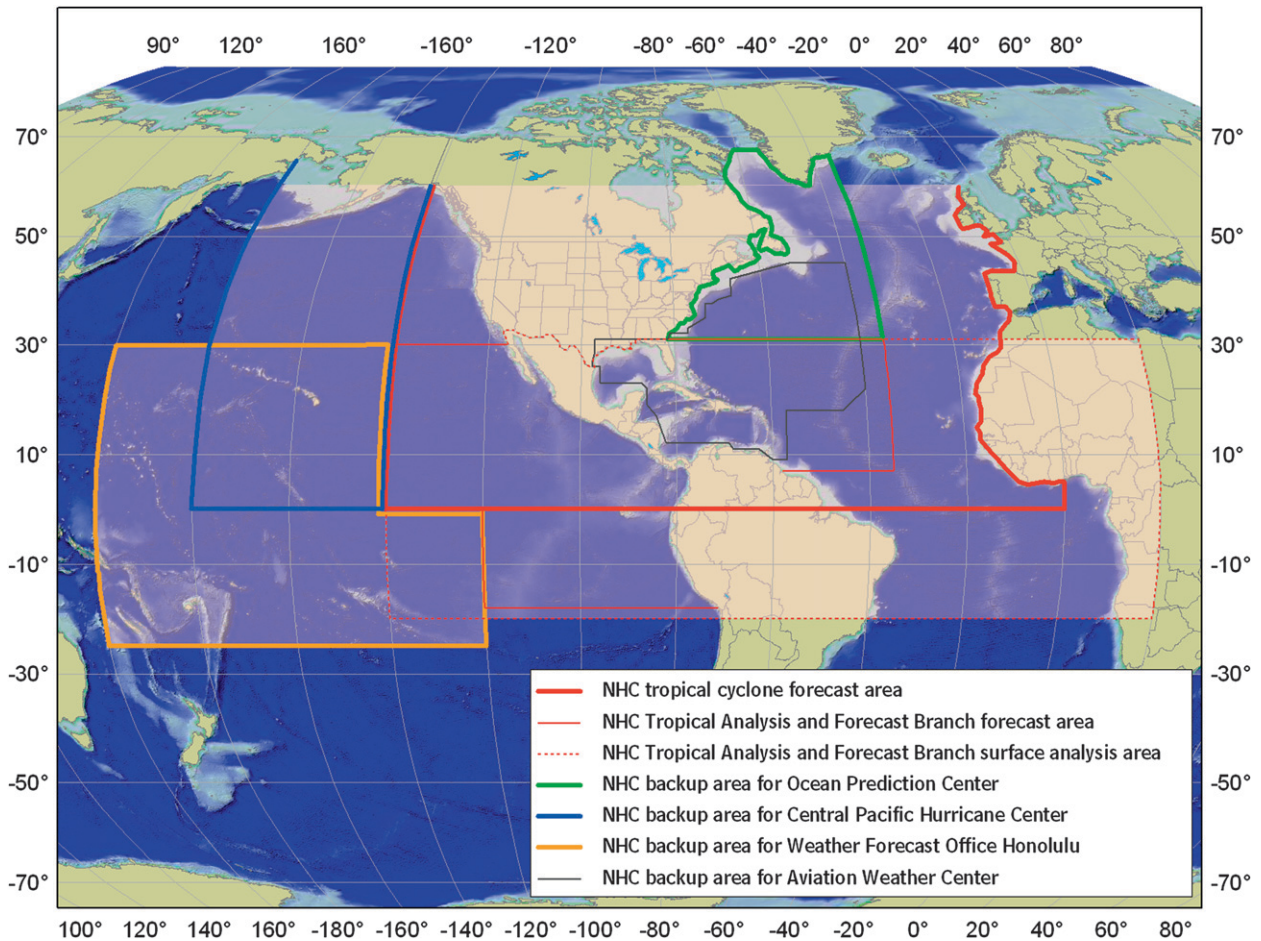 90° 120° 160° -160° -120° -80° -60° -40° -20° 0° 20° 40° 60° 80°
70° 70°
50° 50°
30° 30°
10° 10°
-10° -10°
-30° -30°
NHC tropical cyclone forecast area
NHC Tropical Analysis and Forecast Branch forecast area
NHC Tropical Analysis and Forecast Branch surface analysis area
-50° -50°
NHC backup area for Ocean Prediction Center
NHC backup area for Central Pacific Hurricane Center
NHC backup area for Weather Forecast Office Honolulu
NHC backup area for Aviation Weather Center
-70° -70°
100 120° 140° 160° -160° -140° -120° -100° -80° -60° -40° -20° 0° 20° 40° 60° 80°